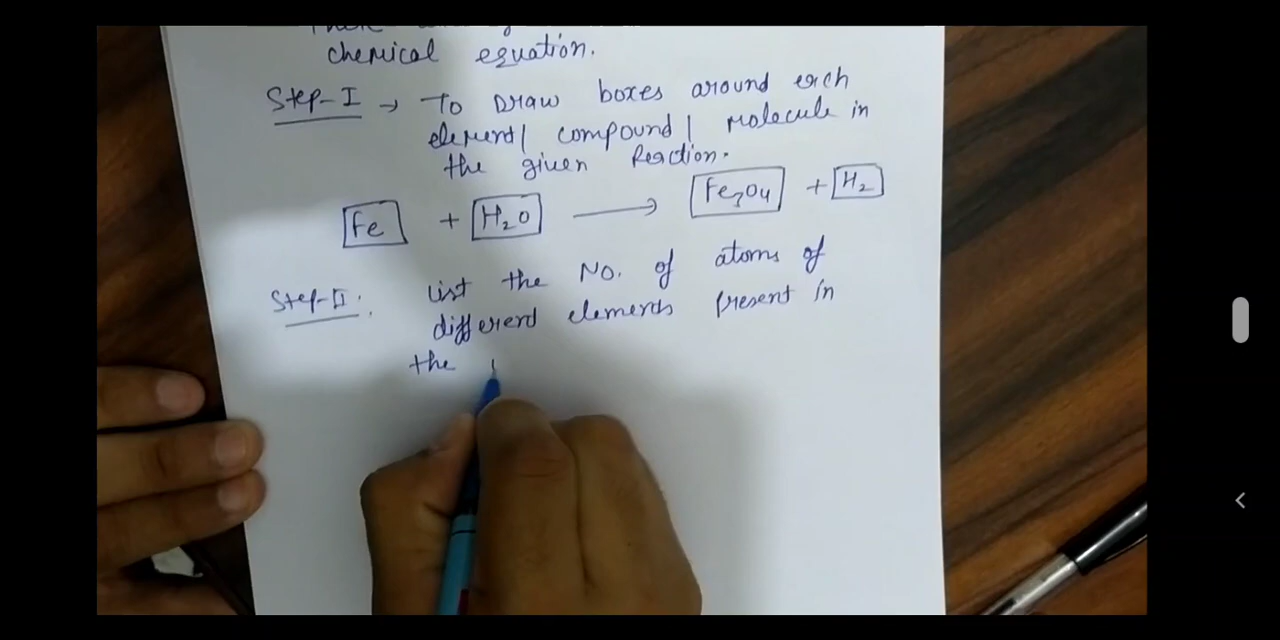 chemical equation.
Step-I → To Draw boxes around each
element/ compound/ molecule in
the given Reaction.
Fe + H₂O → Fe₃O₄ + H₂
Step-II: List the No. of atoms of
different elements present in
the